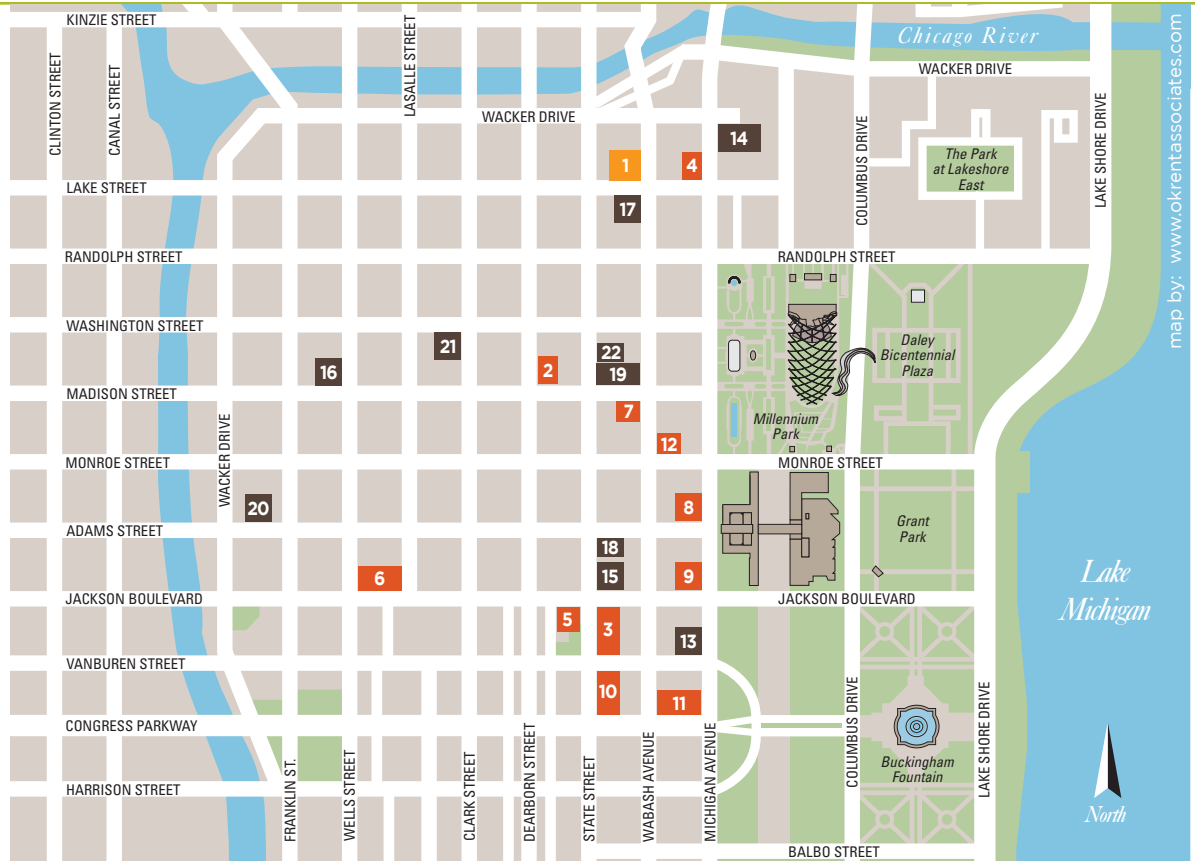 KINZIE STREET
CLINTON STREET
CANAL STREET
LASALLE STREET
Chicago River
WACKER DRIVE
WACKER DRIVE
COLUMBUS DRIVE
LAKE SHORE DRIVE
map by: www.okrentassociates.com
14
1
4
The Park
at Lakeshore
East
LAKE STREET
17
RANDOLPH STREET
RANDOLPH STREET
WASHINGTON STREET
21
22
2
19
16
Daley
Bicentennial
Plaza
MADISON STREET
7
Millennium
Park
12
WACKER DRIVE
MONROE STREET
MONROE STREET
20
8
Grant
Park
ADAMS STREET
18
6
15
9
Lake
Michigan
JACKSON BOULEVARD
JACKSON BOULEVARD
5
3
13
VANBUREN STREET
10
11
CONGRESS PARKWAY
FRANKLIN ST.
WELLS STREET
CLARK STREET
DEARBORN STREET
STATE STREET
WABASH AVENUE
MICHIGAN AVENUE
COLUMBUS DRIVE
LAKE SHORE DRIVE
Buckingham
Fountain
HARRISON STREET
North
BALBO STREET